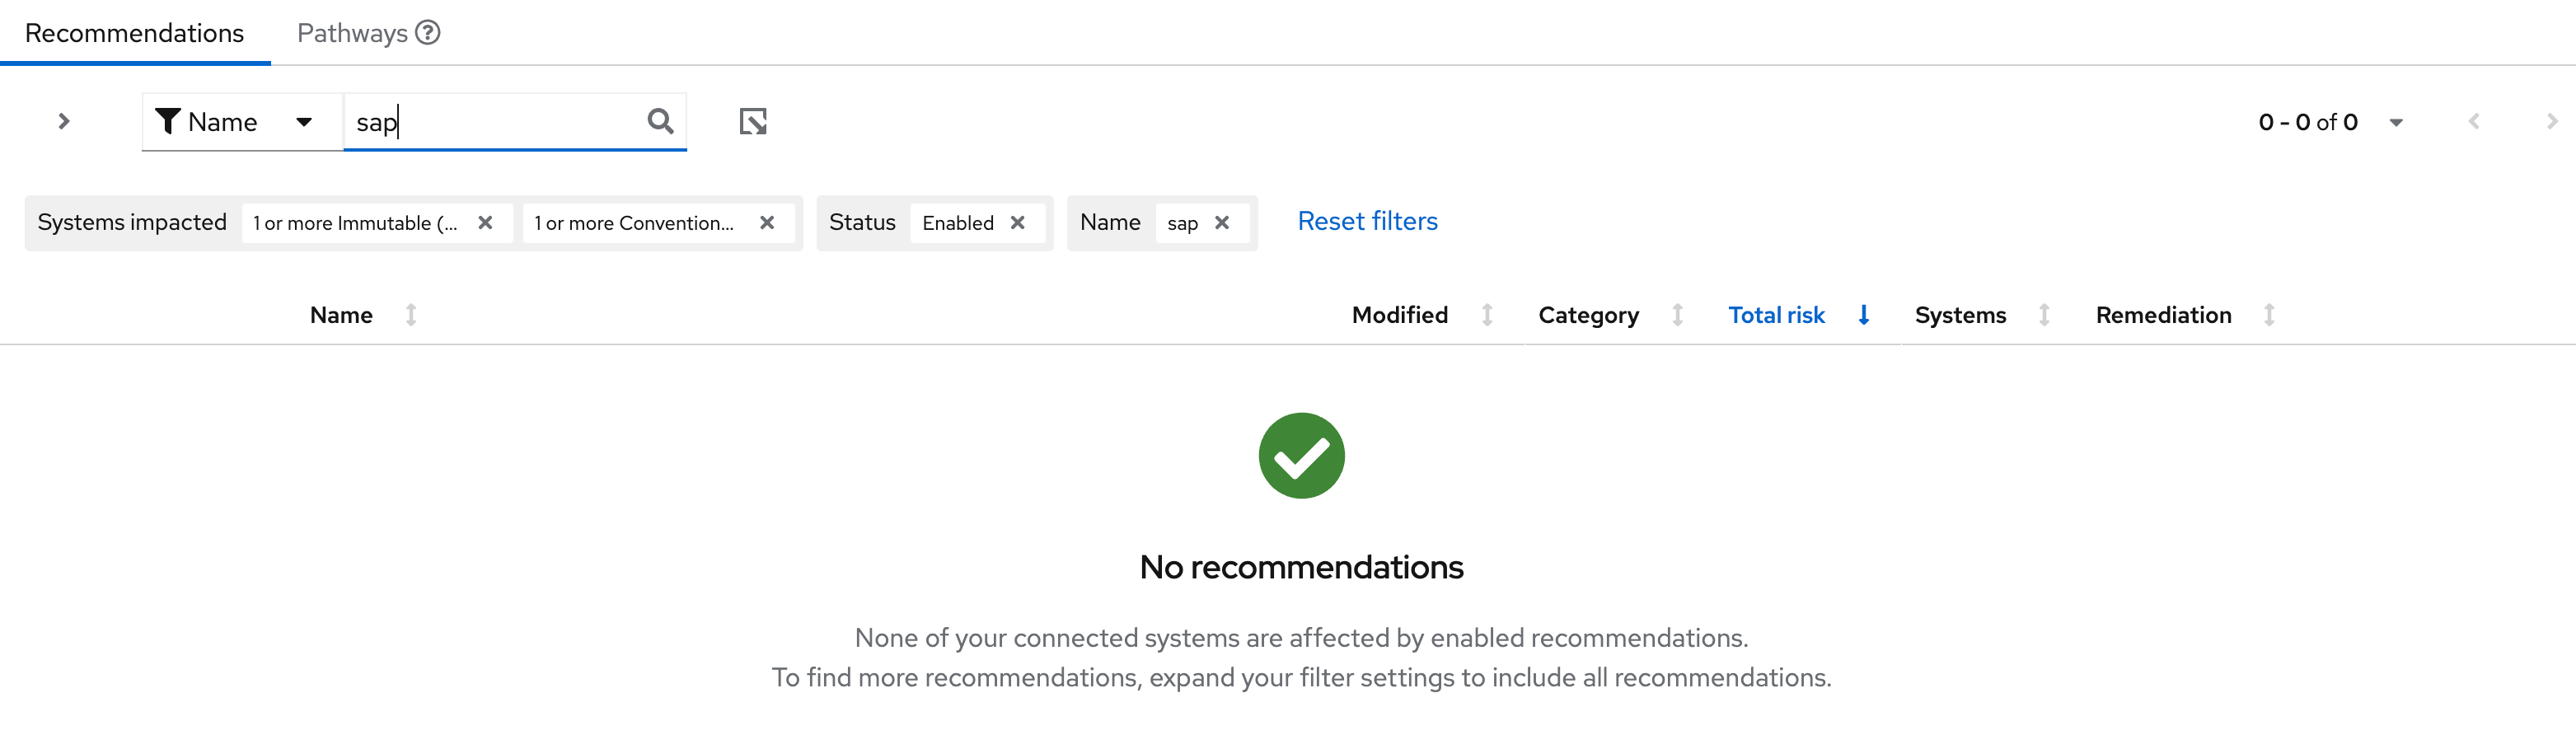 Recommendations Pathways
Name sap 0 - 0 of 0
Systems impacted 1 or more Immutable (... 1 or more Convention... Status Enabled Name sap Reset filters
Name Modified Category Total risk Systems Remediation
No recommendations
None of your connected systems are affected by enabled recommendations.
To find more recommendations, expand your filter settings to include all recommendations.